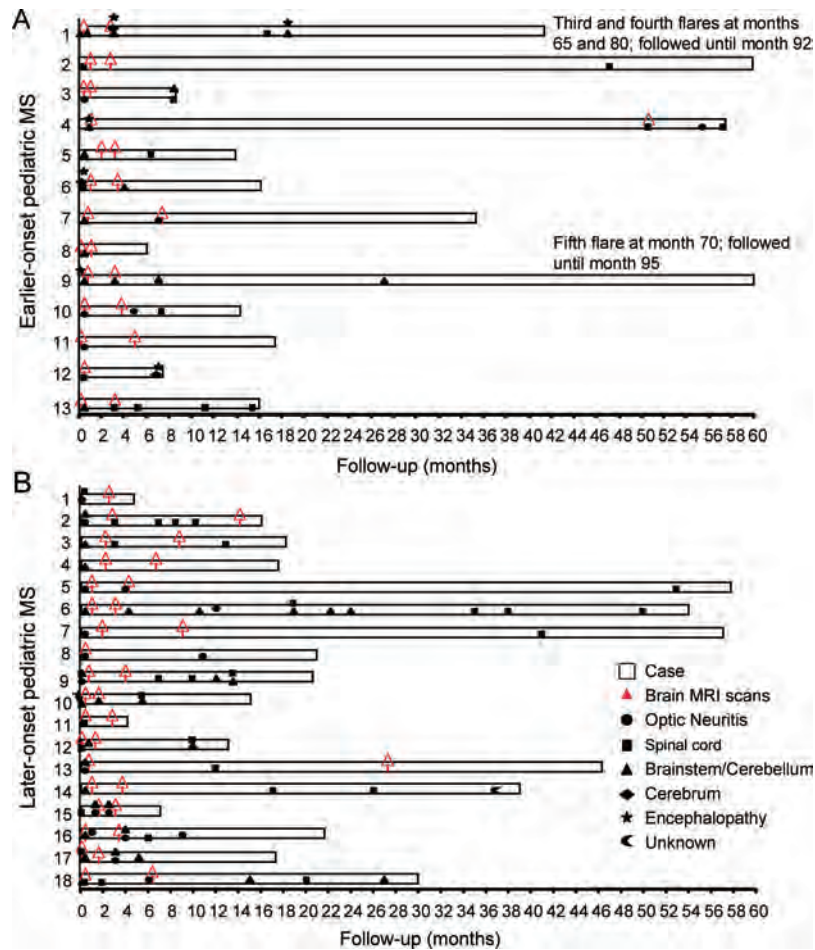 A
Earlier-onset pediatric MS
1
2
3
4
5
6
7
8
9
10
11
12
13
Third and fourth flares at months
65 and 80; followed until month 92
Fifth flare at month 70; followed
until month 95
0 2 4 6 8 10 12 14 16 18 20 22 24 26 28 30 32 34 36 38 40 42 44 46 48 50 52 54 56 58 60
Follow-up (months)
B
Later-onset pediatric MS
1
2
3
4
5
6
7
8
9
10
11
12
13
14
15
16
17
18
Case
Brain MRI scans
Optic Neuritis
Spinal cord
Brainstem/Cerebellum
Cerebrum
Encephalopathy
Unknown
0 2 4 6 8 10 12 14 16 18 20 22 24 26 28 30 32 34 36 38 40 42 44 46 48 50 52 54 56 58 60
Follow-up (months)